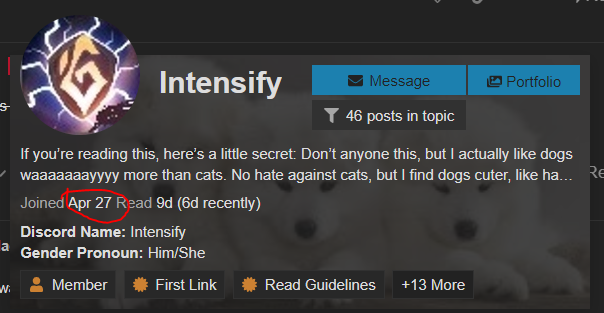 Intensify
Message
Portfolio
46 posts in topic
If you're reading this, here's a little secret: Don't anyone this, but I actually like dogs
waaaaaaayyyy more than cats. No hate against cats, but I find dogs cuter, like ha…
Joined Apr 27 Read 9d (6d recently)
Discord Name: Intensify
Gender Pronoun: Him/She
Member
First Link
Read Guidelines
+13 More